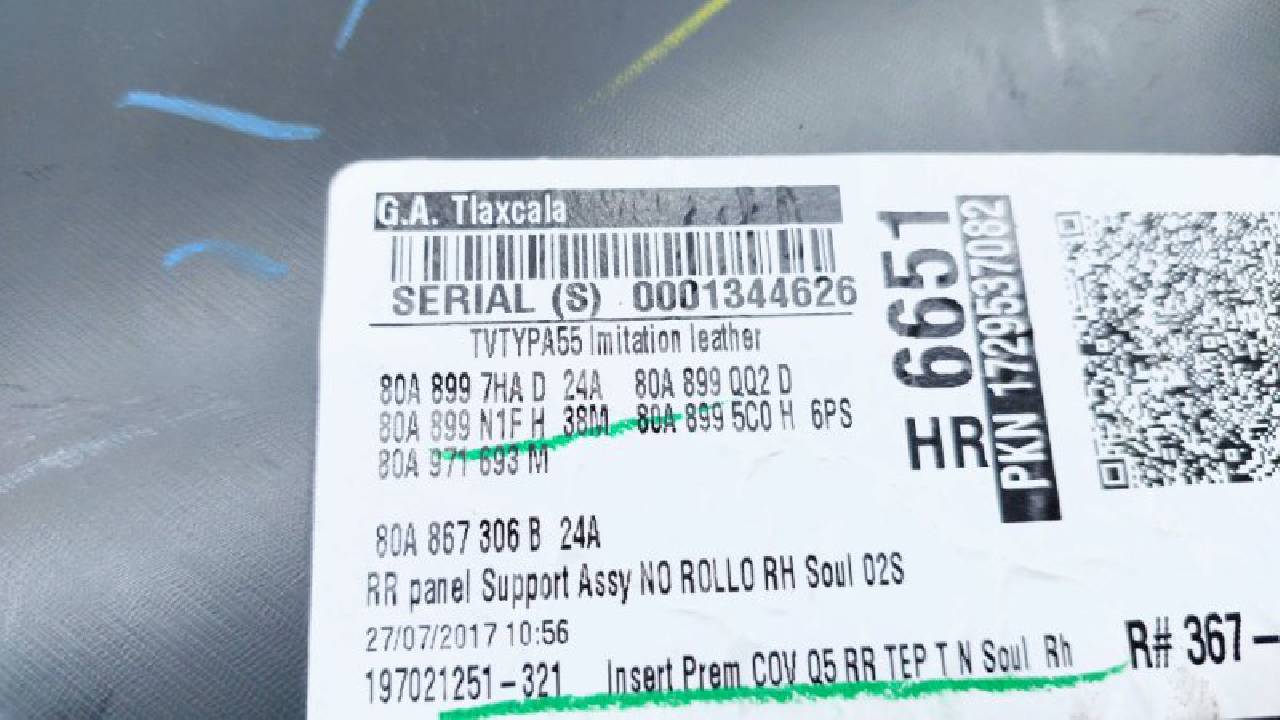 G.A. Tlaxcala
SERIAL (S) 0001344626
TVTYPA55 Imitation leather
80A 899 7HA D 24A 80A 899 QQ2 D
80A 899 N1F H 38M 80A 899 5C0 H 6PS
80A 971 693 M
80A 867 306 B 24A
RR panel Support Assy NO ROLLO RH Soul 02S
27/07/2017 10:56
197021251-321 Insert Prem COV Q5 RR TEP T N Soul Rh
HR 6651
PKN 1729537082
R# 367-